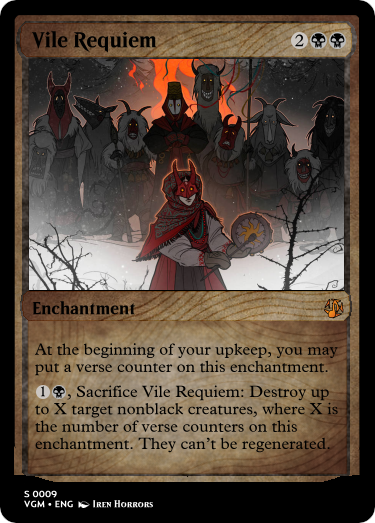 Vile Requiem 2
Enchantment
At the beginning of your upkeep, you may
put a verse counter on this enchantment.
1, Sacrifice Vile Requiem: Destroy up
to X target nonblack creatures, where X is
the number of verse counters on this
enchantment. They can't be regenerated.
S 0009
VGM • ENG Iren Horrors